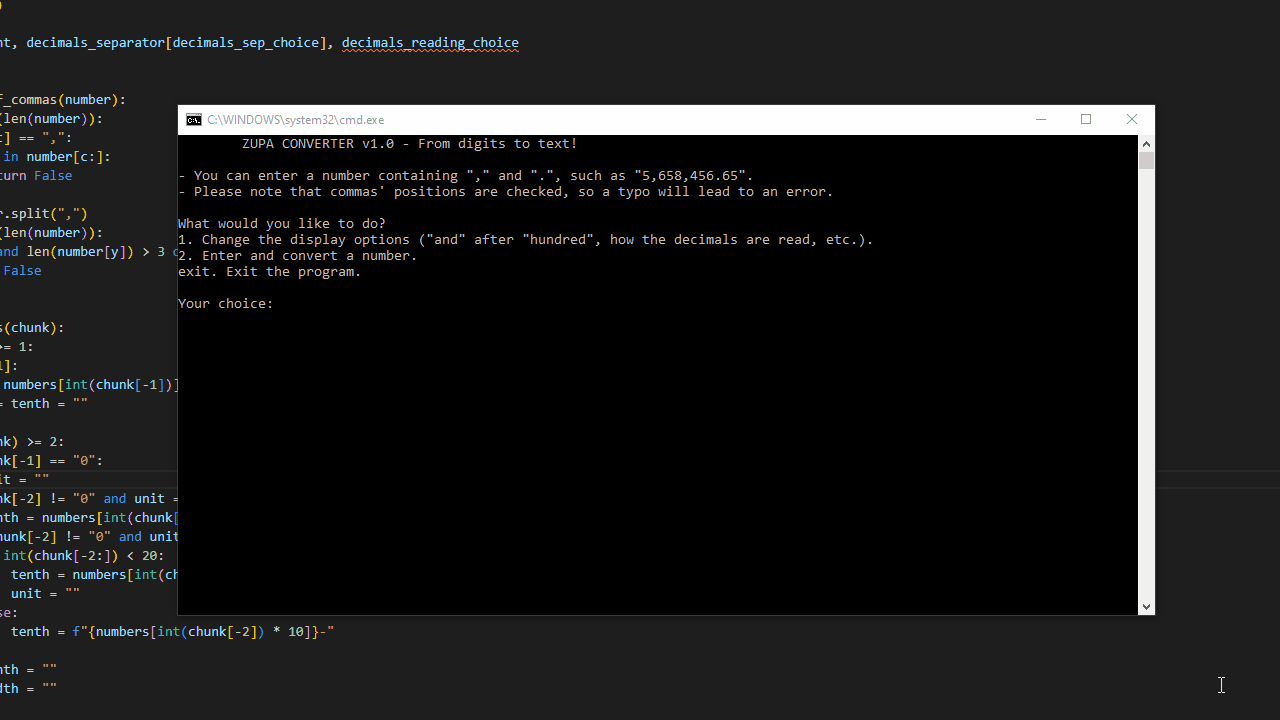 nt, decimals_separator[decimals_sep_choice], decimals_reading_choice
f_commas(number):
(len(number)):
t] == ",":
in number[c:]:
urn False
r.split(",")
(len(number)):
and len(number[y]) > 3 o
False
s(chunk):
>= 1:
1]:
numbers[int(chunk[-1])]
= tenth = ""
nk) >= 2:
nk[-1] == "0":
it = ""
nk[-2] != "0" and unit =
nth = numbers[int(chunk[
hunk[-2] != "0" and unit
int(chunk[-2:]) < 20:
tenth = numbers[int(ch
unit = ""
se:
tenth = f"{numbers[int(chunk[-2]) * 10]}-"
nth = ""
dth = ""
C:\WINDOWS\system32\cmd.exe
ZUPA CONVERTER v1.0 - From digits to text!
- You can enter a number containing "," and ".", such as "5,658,456.65".
- Please note that commas' positions are checked, so a typo will lead to an error.
What would you like to do?
1. Change the display options ("and" after "hundred", how the decimals are read, etc.).
2. Enter and convert a number.
exit. Exit the program.
Your choice: